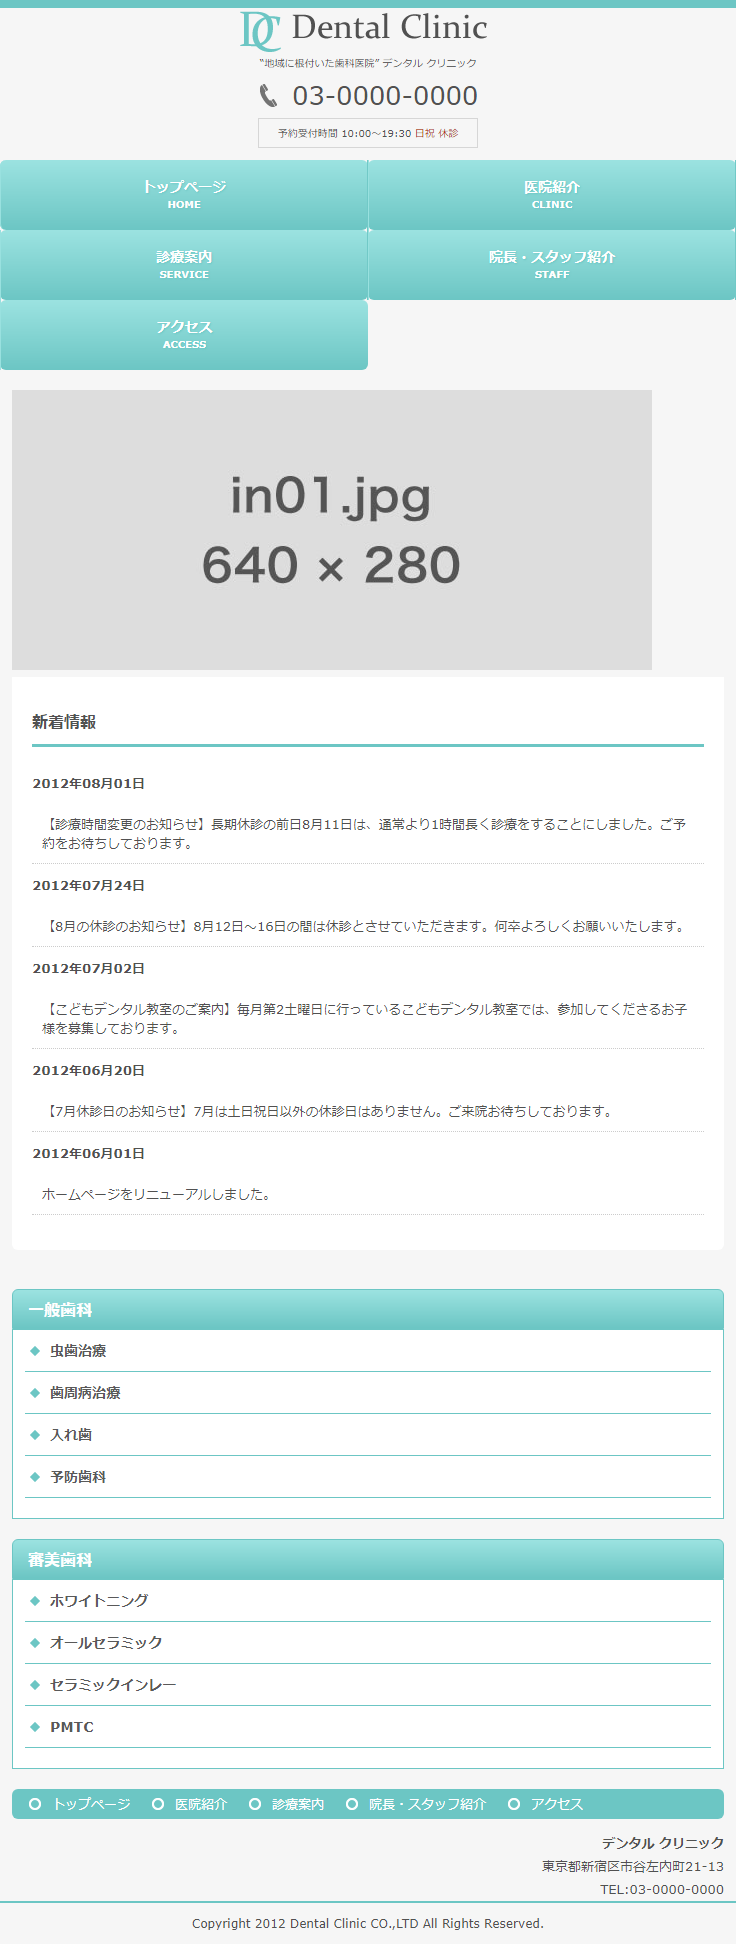 DC Dental Clinic
“地域に根付いた歯科医院” デンタル クリニック
03-0000-0000
予約受付時間 10:00～19:30 日祝 休診
トップページ
HOME
医院紹介
CLINIC
診療案内
SERVICE
院長・スタッフ紹介
STAFF
アクセス
ACCESS
in01.jpg
640 × 280
新着情報
2012年08月01日
【診療時間変更のお知らせ】長期休診の前日8月11日は、通常より1時間長く診療をすることにしました。ご予
約をお待ちしております。
2012年07月24日
【8月の休診のお知らせ】8月12日～16日の間は休診とさせていただきます。何卒よろしくお願いいたします。
2012年07月02日
【こどもデンタル教室のご案内】毎月第2土曜日に行っているこどもデンタル教室では、参加してくださるお子
様を募集しております。
2012年06月20日
【7月休診日のお知らせ】7月は土日祝日以外の休診日はありません。ご来院お待ちしております。
2012年06月01日
ホームページをリニューアルしました。
一般歯科
虫歯治療
歯周病治療
入れ歯
予防歯科
審美歯科
ホワイトニング
オールセラミック
セラミックインレー
PMTC
トップページ 医院紹介 診療案内 院長・スタッフ紹介 アクセス
デンタル クリニック
東京都新宿区市谷左内町21-13
TEL:03-0000-0000
Copyright 2012 Dental Clinic CO.,LTD All Rights Reserved.